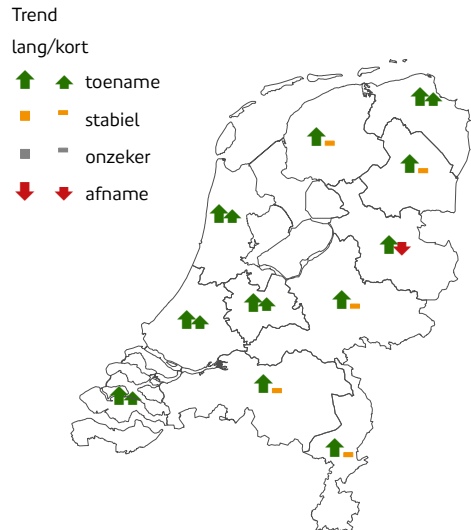 Trend
lang/kort
toename
stabiel
onzeker
afname